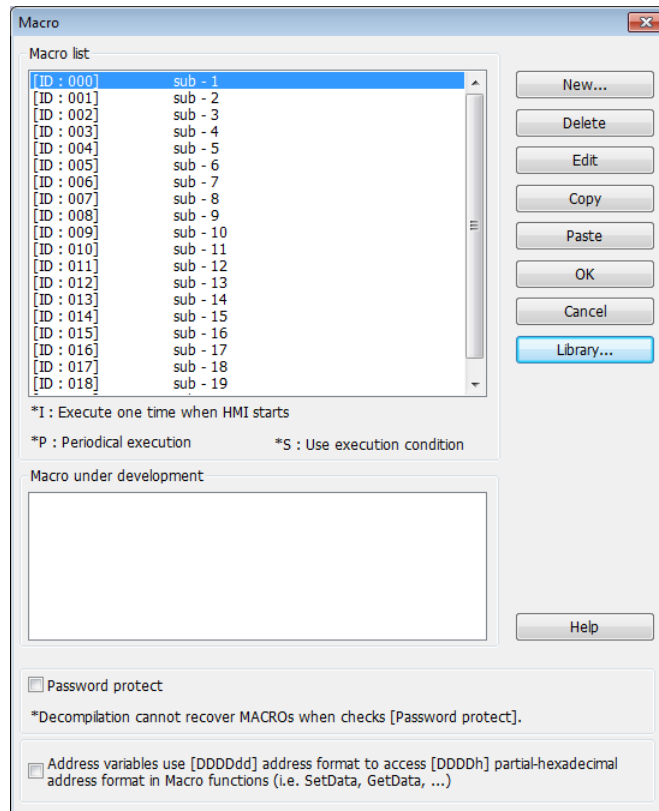 Macro
Macro list
[ID : 000] sub - 1
[ID : 001] sub - 2
[ID : 002] sub - 3
[ID : 003] sub - 4
[ID : 004] sub - 5
[ID : 005] sub - 6
[ID : 006] sub - 7
[ID : 007] sub - 8
[ID : 008] sub - 9
[ID : 009] sub - 10
[ID : 010] sub - 11
[ID : 011] sub - 12
[ID : 012] sub - 13
[ID : 013] sub - 14
[ID : 014] sub - 15
[ID : 015] sub - 16
[ID : 016] sub - 17
[ID : 017] sub - 18
[ID : 018] sub - 19
New...
Delete
Edit
Copy
Paste
OK
Cancel
Library...
*I : Execute one time when HMI starts
*P : Periodical execution *S : Use execution condition
Macro under development
Help
Password protect
*Decompilation cannot recover MACROs when checks [Password protect].
Address variables use [DDDDdd] address format to access [DDDDh] partial-hexadecimal
address format in Macro functions (i.e. SetData, GetData, ...)